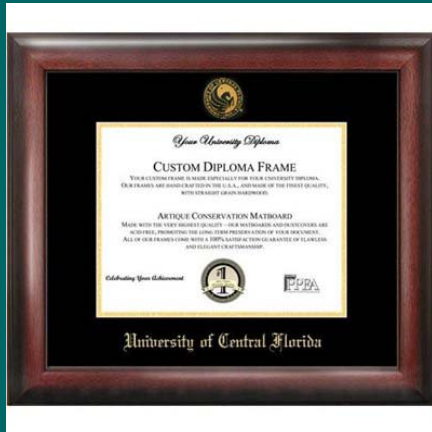 Your University Diploma
CUSTOM DIPLOMA FRAME
YOUR CUSTOM FRAME IS MADE ESPECIALLY FOR YOUR UNIVERSITY DIPLOMA.
OUR FRAMES ARE HAND CRAFTED IN THE U.S.A., AND MADE OF THE FINEST QUALITY,
WITH STRAIGHT GRAIN HARDWOOD.
ARTIQUE CONSERVATION MATBOARD
MADE WITH THE VERY HIGHEST QUALITY – OUR MATBOARDS AND DUSTCOVERS ARE
ACID FREE, PROMOTING THE LONG TERM PRESERVATION OF YOUR DOCUMENT.
ALL OF OUR FRAMES COME WITH A 100% SATISFACTION GUARANTEE OF FLAWLESS
AND ELEGANT CRAFTSMANSHIP.
Celebrating Your Achievement
#1
PPFA
University of Central Florida